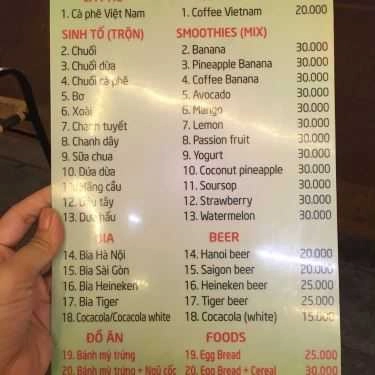 1. Cà phê Việt Nam 1. Coffee Vietnam 20.000
SINH TỐ (TRỘN) SMOOTHIES (MIX)
2. Chuối 2. Banana 30.000
3. Chuối dừa 3. Pineapple Banana 30.000
4. Chuối cà phê 4. Coffee Banana 30.000
5. Bơ 5. Avocado 30.000
6. Xoài 6. Mango 30.000
7. Chanh tuyết 7. Lemon 30.000
8. Chanh dây 8. Passion fruit 30.000
9. Sữa chua 9. Yogurt 30.000
10. Dứa dừa 10. Coconut pineapple 30.000
11. Mãng cầu 11. Soursop 30.000
12. Dâu tây 12. Strawberry 30.000
13. Dưa hấu 13. Watermelon 30.000
BIA BEER
14. Bia Hà Nội 14. Hanoi beer 20.000
15. Bia Sài Gòn 15. Saigon beer 20.000
16. Bia Heineken 16. Heineken beer 25.000
17. Bia Tiger 17. Tiger beer 25.000
18. Cocacola/Cocacola white 18. Cocacola (white) 15.000
ĐỒ ĂN FOODS
19. Bánh mỳ trứng 19. Egg Bread 25.000
20. Bánh mỳ trứng + Ngũ cốc 20. Egg Bread + Cereal 30.000